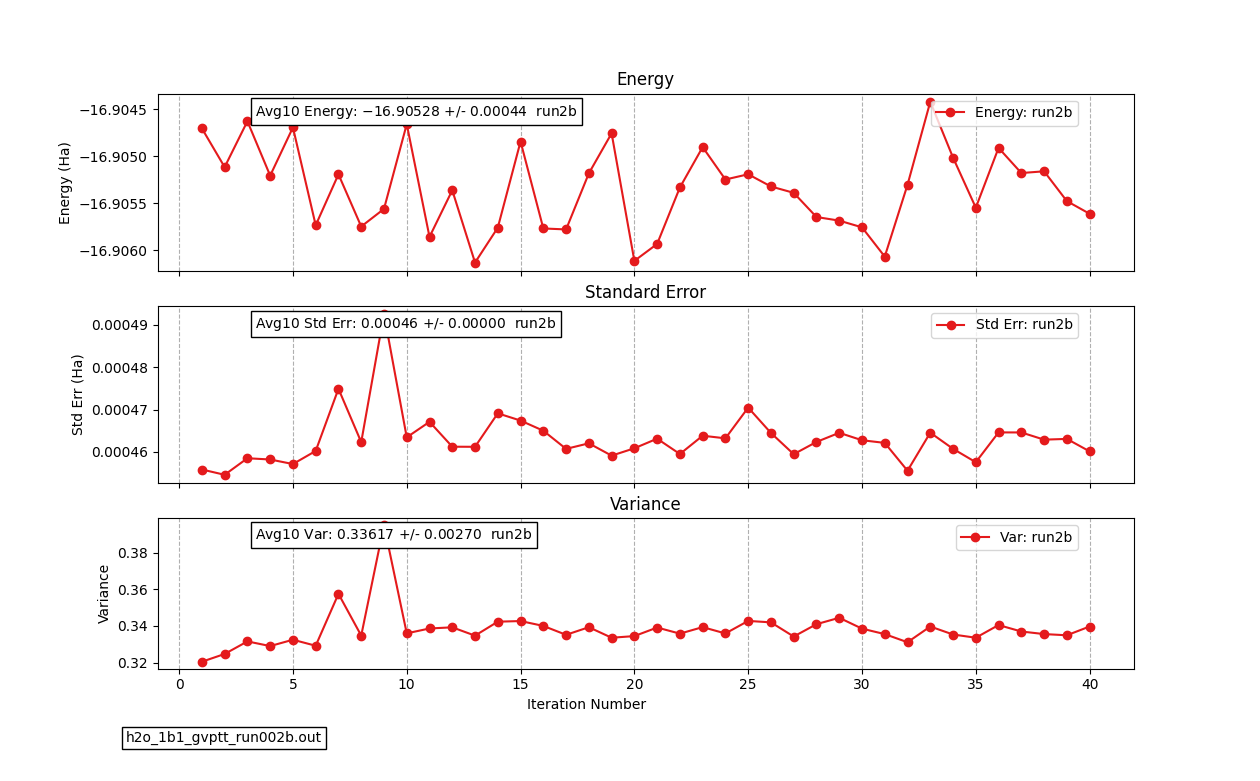 Energy
Avg10 Energy: −16.90528 +/- 0.00044  run2b
Energy: run2b
−16.9045
−16.9050
−16.9055
−16.9060
Energy (Ha)
Standard Error
Avg10 Std Err: 0.00046 +/- 0.00000  run2b
Std Err: run2b
0.00049
0.00048
0.00047
0.00046
Std Err (Ha)
Variance
Avg10 Var: 0.33617 +/- 0.00270  run2b
Var: run2b
0.38
0.36
0.34
0.32
Variance
0 5 10 15 20 25 30 35 40
Iteration Number
h2o_1b1_gvptt_run002b.out